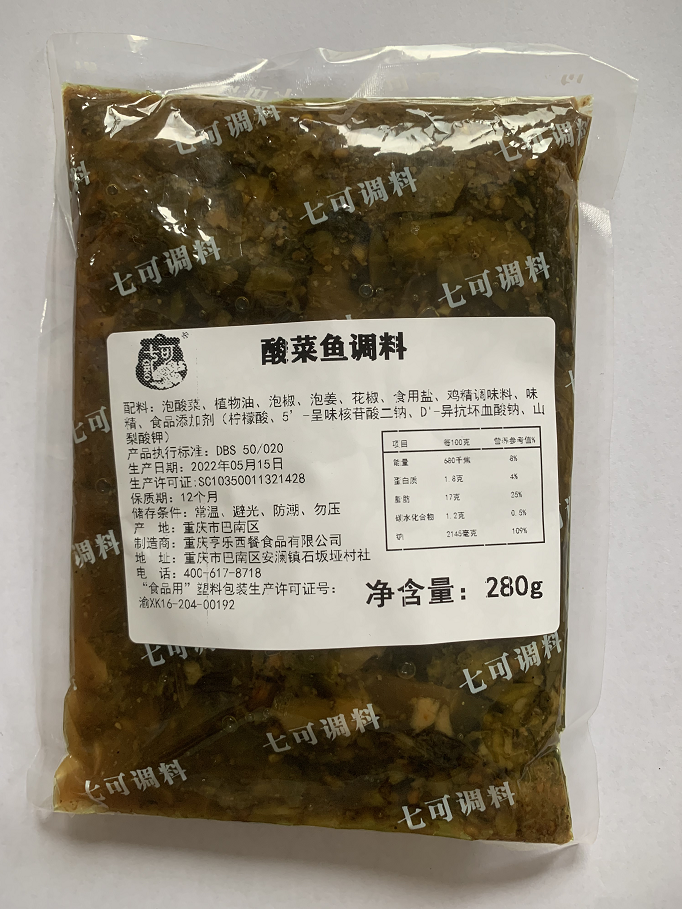 七可调料
七可调料
七可调料
七可调料
七可调料
料
七可
®
酸菜鱼调料
配料：泡酸菜、植物油、泡椒、泡姜、花椒、食用盐、鸡精调味料、味
精、食品添加剂（柠檬酸、5'-呈味核苷酸二钠、D'-异抗坏血酸钠、山
梨酸钾）
产品执行标准：DBS 50/020
生产日期：2022年05月15日
生产许可证:SC10350011321428
保质期：12个月
储存条件：常温、避光、防潮、勿压
产 地：重庆市巴南区
制造商：重庆亨乐西餐食品有限公司
地 址：重庆市巴南区安澜镇石坂垭村社
电 话：400-617-8718
“食品用”塑料包装生产许可证号：
渝XK16-204-00192
项目 每100克 营养参考值%
能量 680千焦 8%
蛋白质 1.8克 4%
脂肪 17克 25%
碳水化合物 1.2克 0.5%
钠 2145毫克 109%
净含量：280g
调料
七可
七可调料
七可调料
七可调料
七可调料